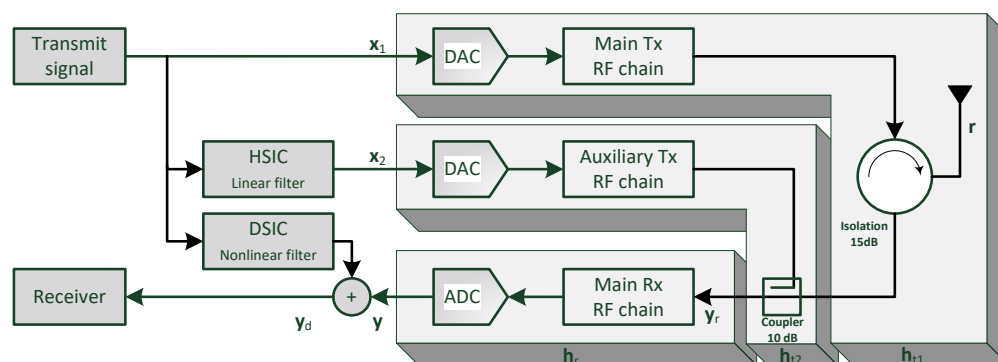 Transmit
signal
x1
DAC
Main Tx
RF chain
r
HSIC
Linear filter
x2
DAC
Auxiliary Tx
RF chain
Isolation
15dB
DSIC
Nonlinear filter
Receiver
yd
+
y
ADC
Main Rx
RF chain
yr
Coupler
10 dB
hr
ht2
ht1